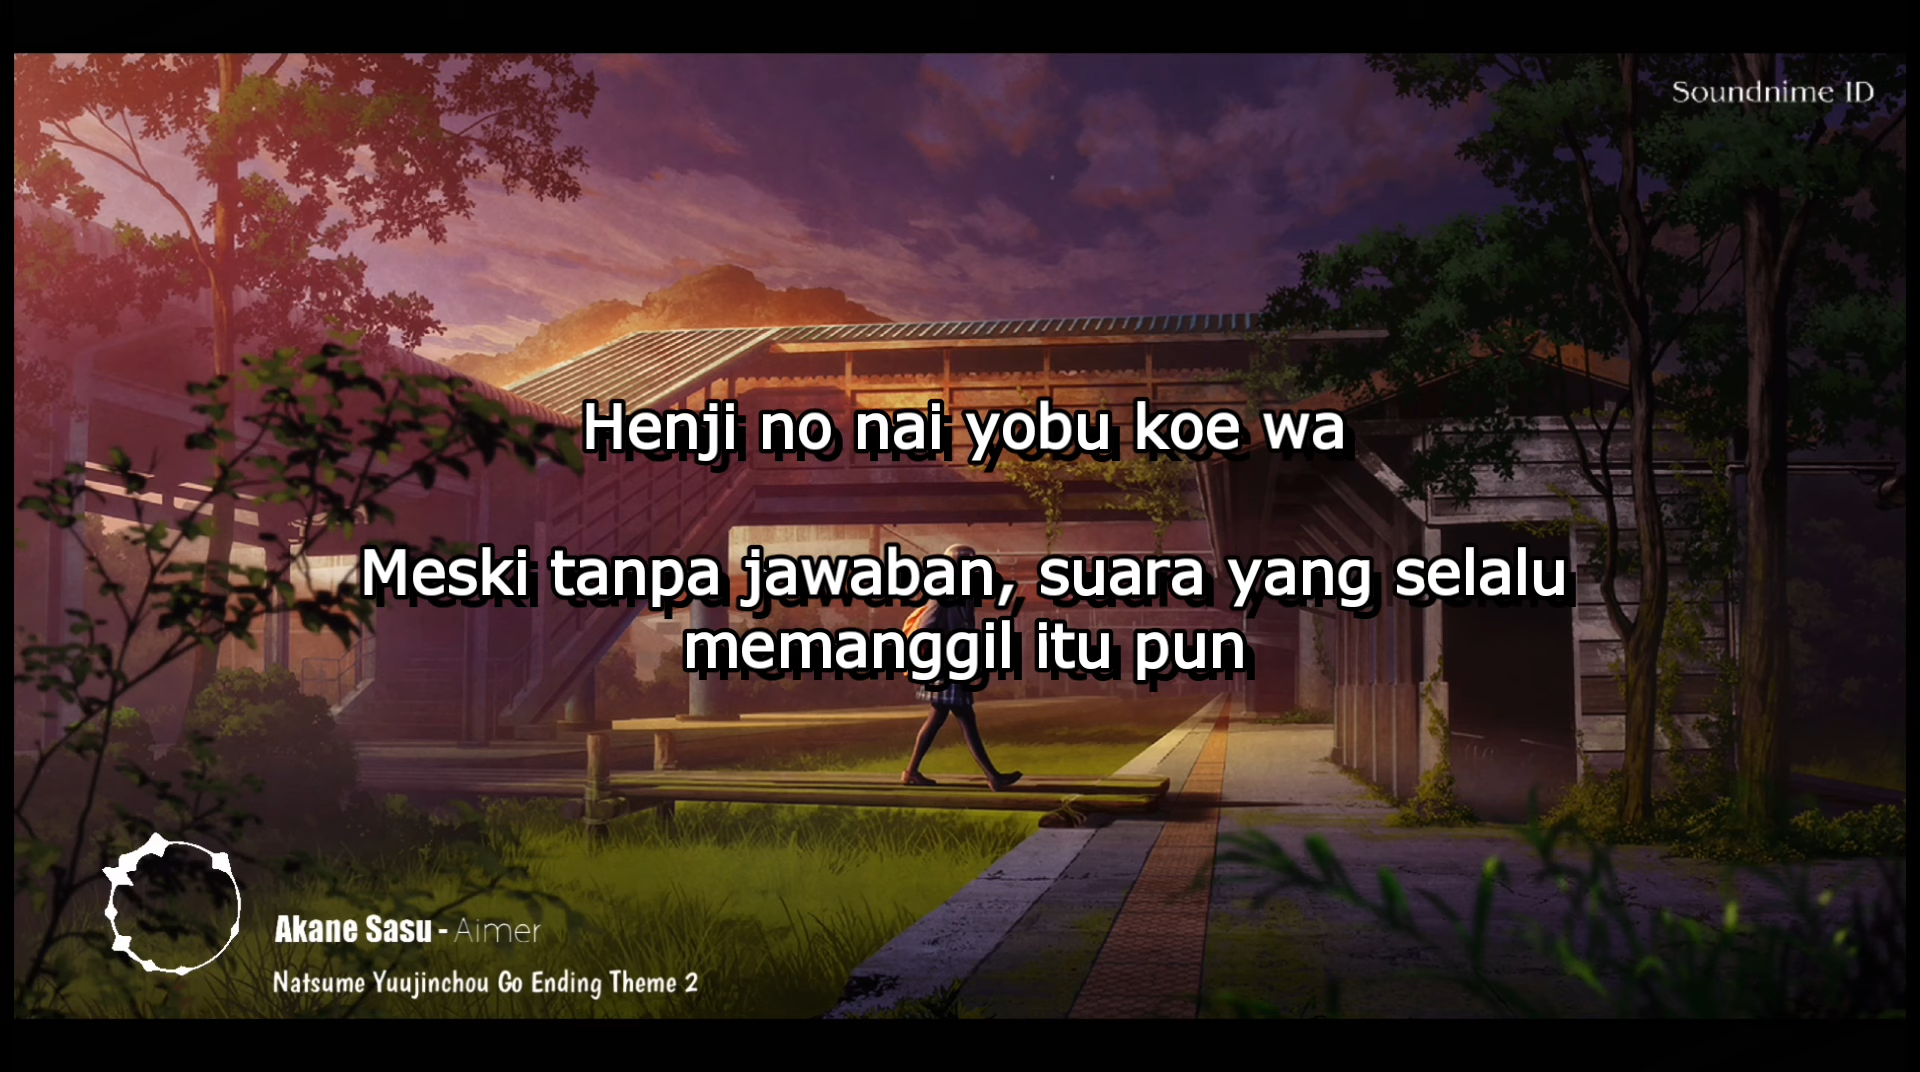 Soundnime ID
Henji no nai yobu koe wa
Meski tanpa jawaban, suara yang selalu
memanggil itu pun
Akane Sasu - Aimer
Natsume Yuujinchou Go Ending Theme 2